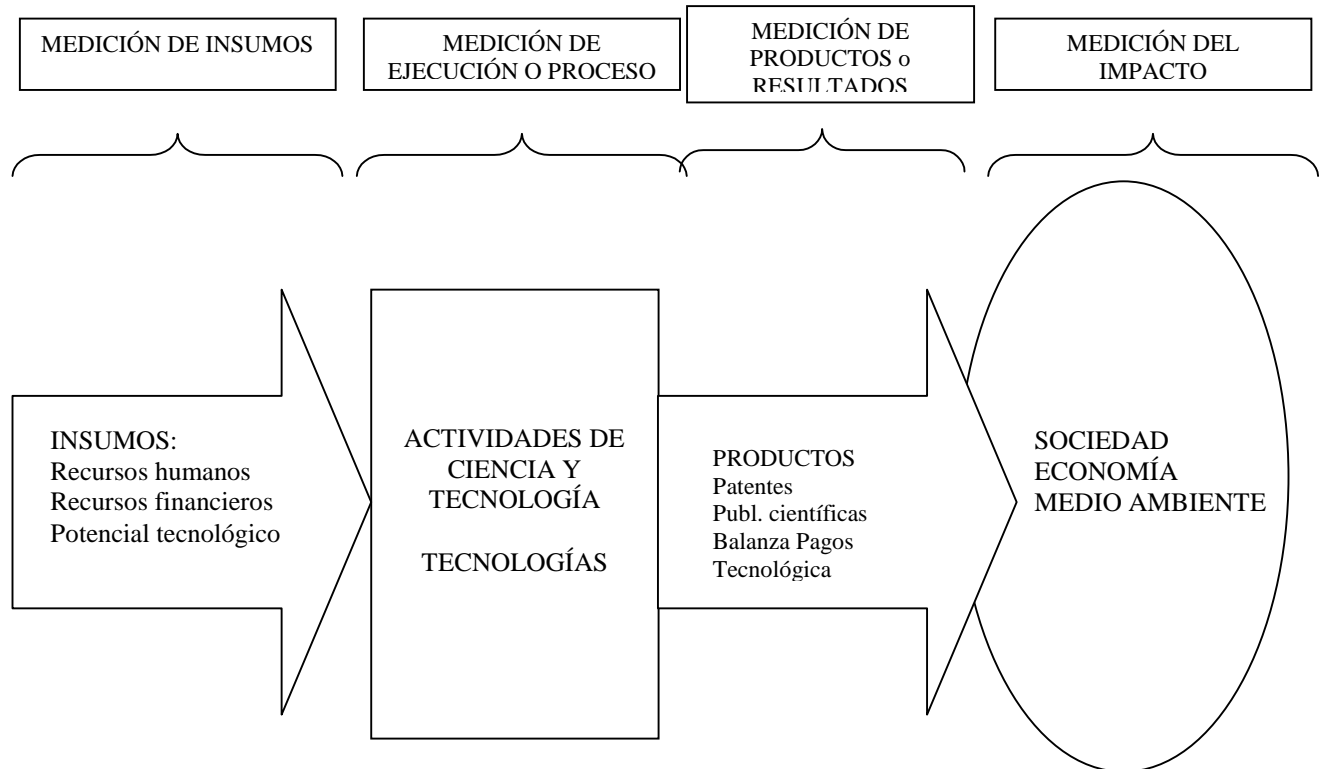 MEDICIÓN DE INSUMOS
MEDICIÓN DE
EJECUCIÓN O PROCESO
MEDICIÓN DE
PRODUCTOS o
RESULTADOS
MEDICIÓN DEL
IMPACTO
INSUMOS:
Recursos humanos
Recursos financieros
Potencial tecnológico
ACTIVIDADES DE
CIENCIA Y
TECNOLOGÍA
TECNOLOGÍAS
PRODUCTOS
Patentes
Publ. científicas
Balanza Pagos
Tecnológica
SOCIEDAD
ECONOMÍA
MEDIO AMBIENTE